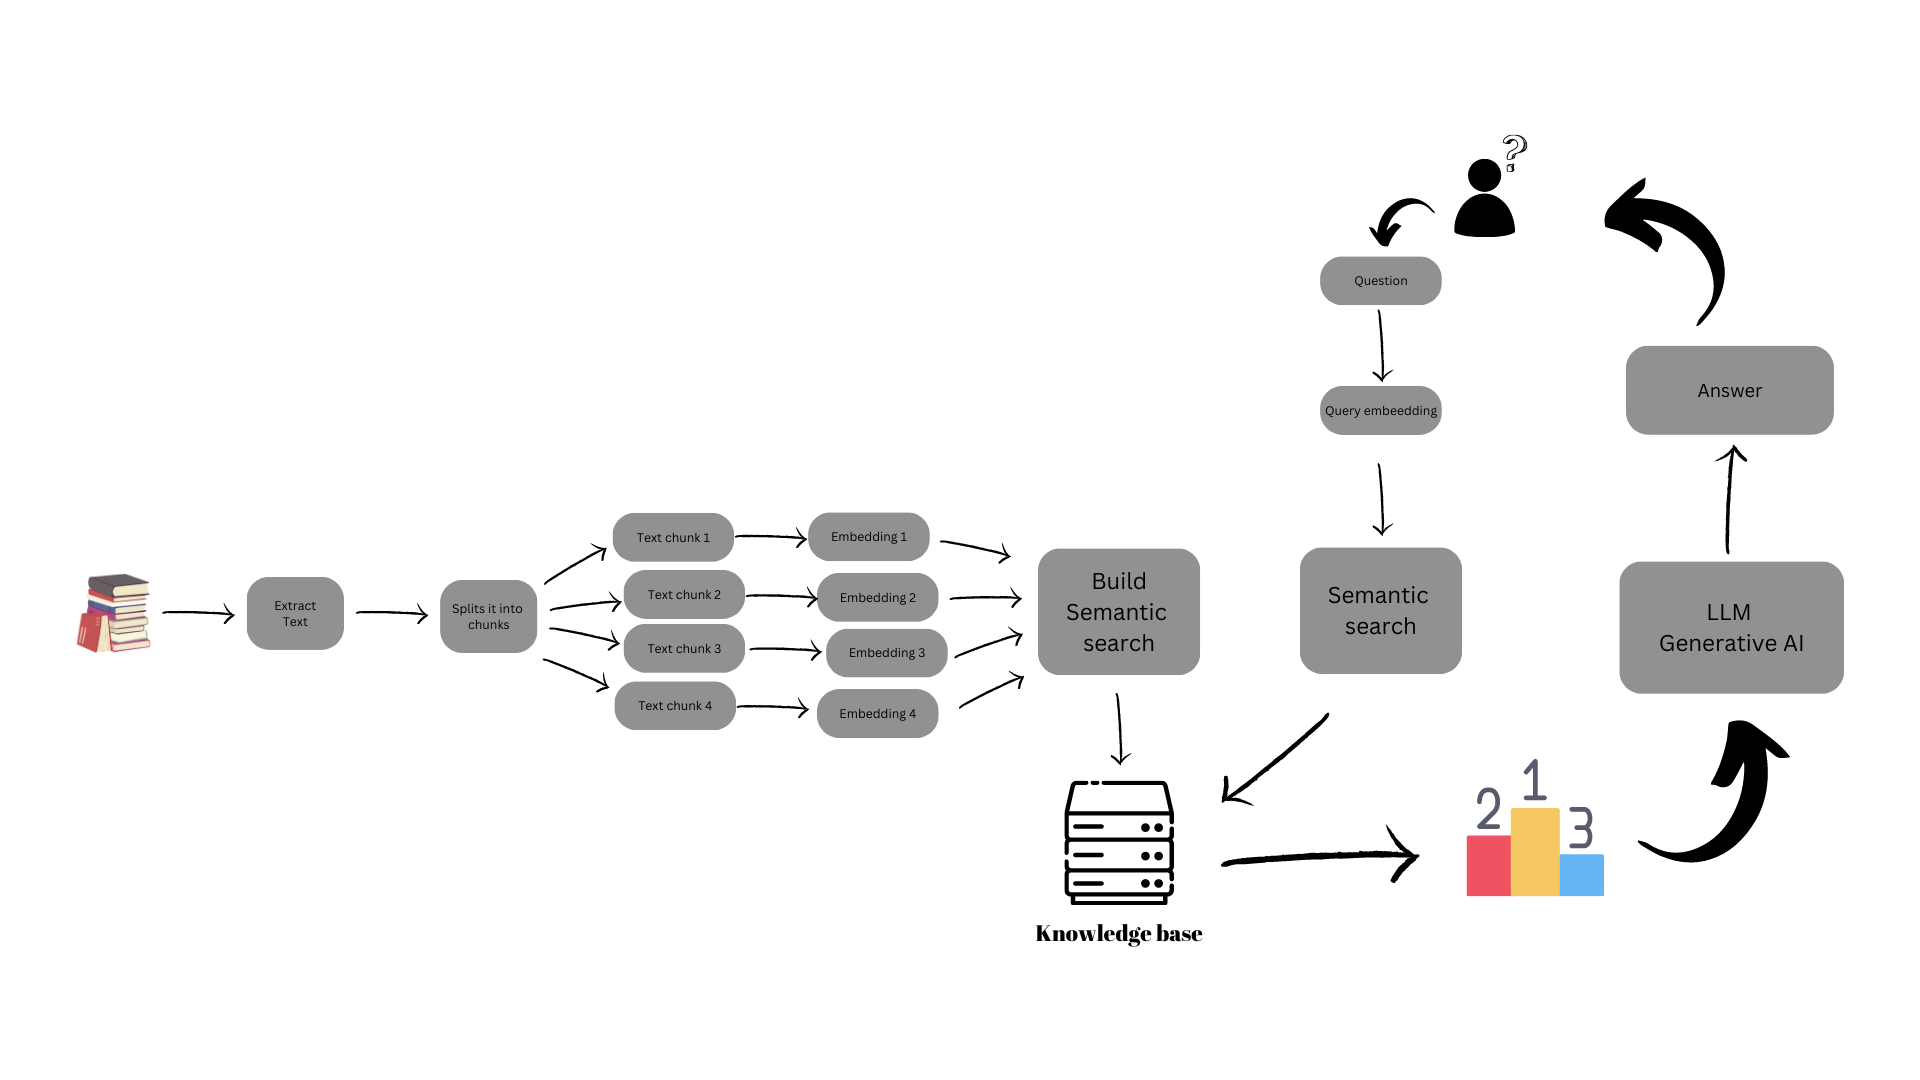 ?
Question
Query embeedding
Answer
Extract
Text
Splits it into
chunks
Text chunk 1
Text chunk 2
Text chunk 3
Text chunk 4
Embedding 1
Embedding 2
Embedding 3
Embedding 4
Build
Semantic
search
Semantic
search
LLM
Generative AI
Knowledge base
2
1
3